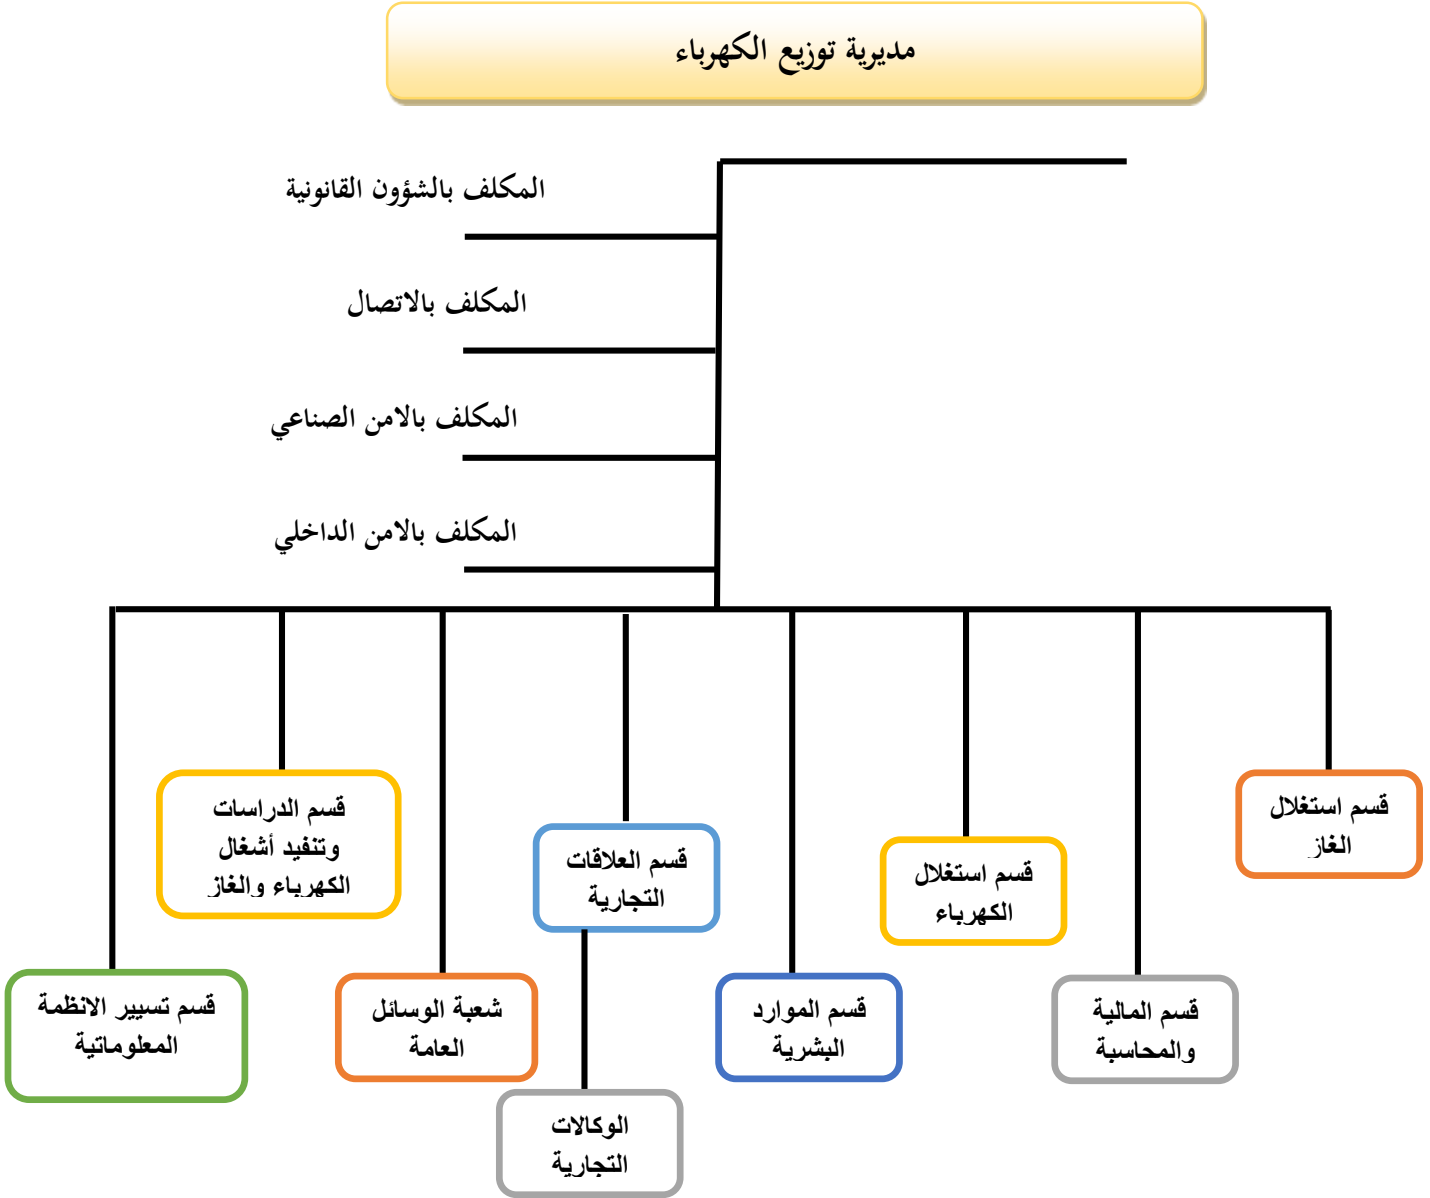 مديرية توزيع الكهرباء
المكلف بالشؤون القانونية
المكلف بالاتصال
المكلف بالامن الصناعي
المكلف بالامن الداخلي
قسم استغلال
الغاز
قسم استغلال
الكهرباء
قسم العلاقات
التجارية
قسم الدراسات
وتنفيد أشغال
الكهرباء والغاز
قسم المالية
والمحاسبة
قسم الموارد
البشرية
شعبة الوسائل
العامة
قسم تسيير الانظمة
المعلوماتية
الوكالات
التجارية